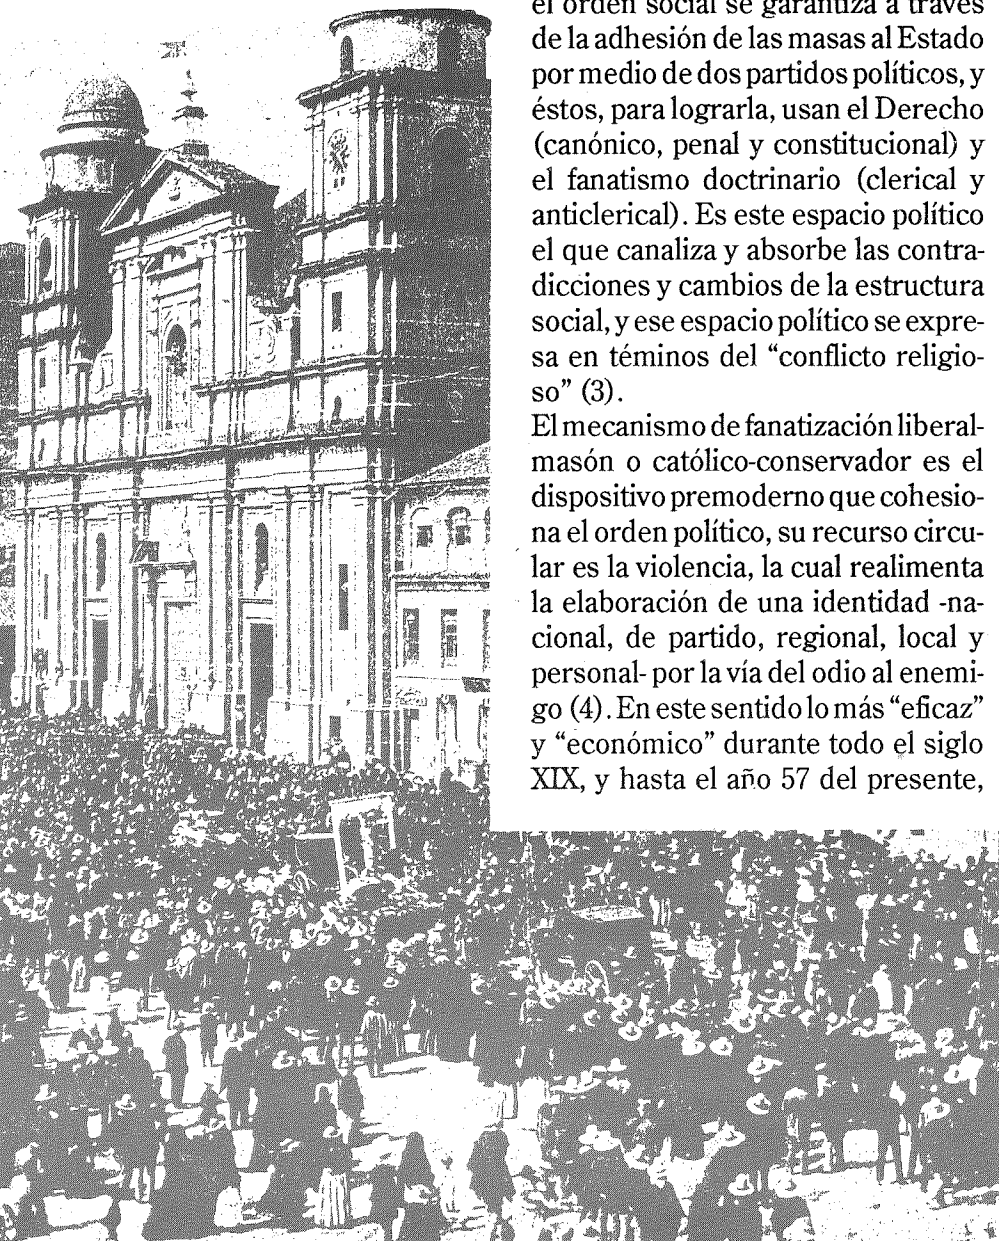 el orden social se garantiza a través
de la adhesión de las masas al Estado
por medio de dos partidos políticos, y
éstos, para lograrla, usan el Derecho
(canónico, penal y constitucional) y
el fanatismo doctrinario (clerical y
anticlerical). Es este espacio político
el que canaliza y absorbe las contra-
dicciones y cambios de la estructura
social, y ese espacio político se expre-
sa en téminos del “conflicto religio-
so” (3).
El mecanismo de fanatización liberal-
masón o católico-conservador es el
dispositivo premoderno que cohesio-
na el orden político, su recurso circu-
lar es la violencia, la cual realimenta
la elaboración de una identidad -na-
cional, de partido, regional, local y
personal- por la vía del odio al enemi-
go (4). En este sentido lo más “eficaz”
y “económico” durante todo el siglo
XIX, y hasta el año 57 del presente,